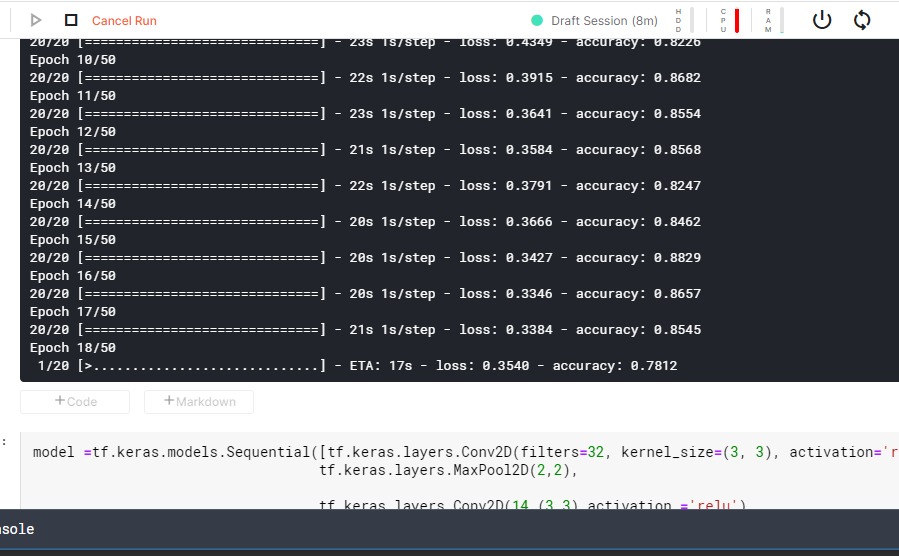 Cancel Run
Draft Session (8m)
HDD
CPU
RAM
20/20 [==============================] - 23s 1s/step - loss: 0.4349 - accuracy: 0.8226
Epoch 10/50
20/20 [==============================] - 22s 1s/step - loss: 0.3915 - accuracy: 0.8682
Epoch 11/50
20/20 [==============================] - 23s 1s/step - loss: 0.3641 - accuracy: 0.8554
Epoch 12/50
20/20 [==============================] - 21s 1s/step - loss: 0.3584 - accuracy: 0.8568
Epoch 13/50
20/20 [==============================] - 22s 1s/step - loss: 0.3791 - accuracy: 0.8247
Epoch 14/50
20/20 [==============================] - 20s 1s/step - loss: 0.3666 - accuracy: 0.8462
Epoch 15/50
20/20 [==============================] - 20s 1s/step - loss: 0.3427 - accuracy: 0.8829
Epoch 16/50
20/20 [==============================] - 20s 1s/step - loss: 0.3346 - accuracy: 0.8657
Epoch 17/50
20/20 [==============================] - 21s 1s/step - loss: 0.3384 - accuracy: 0.8545
Epoch 18/50
1/20 [>.............................] - ETA: 17s - loss: 0.3540 - accuracy: 0.7812
+Code +Markdown
:
model =tf.keras.models.Sequential([tf.keras.layers.Conv2D(filters=32, kernel_size=(3, 3), activation='r
tf.keras.layers.MaxPool2D(2,2),
tf.keras.layers.Conv2D(14,(3,3),activation ='relu')
nsole